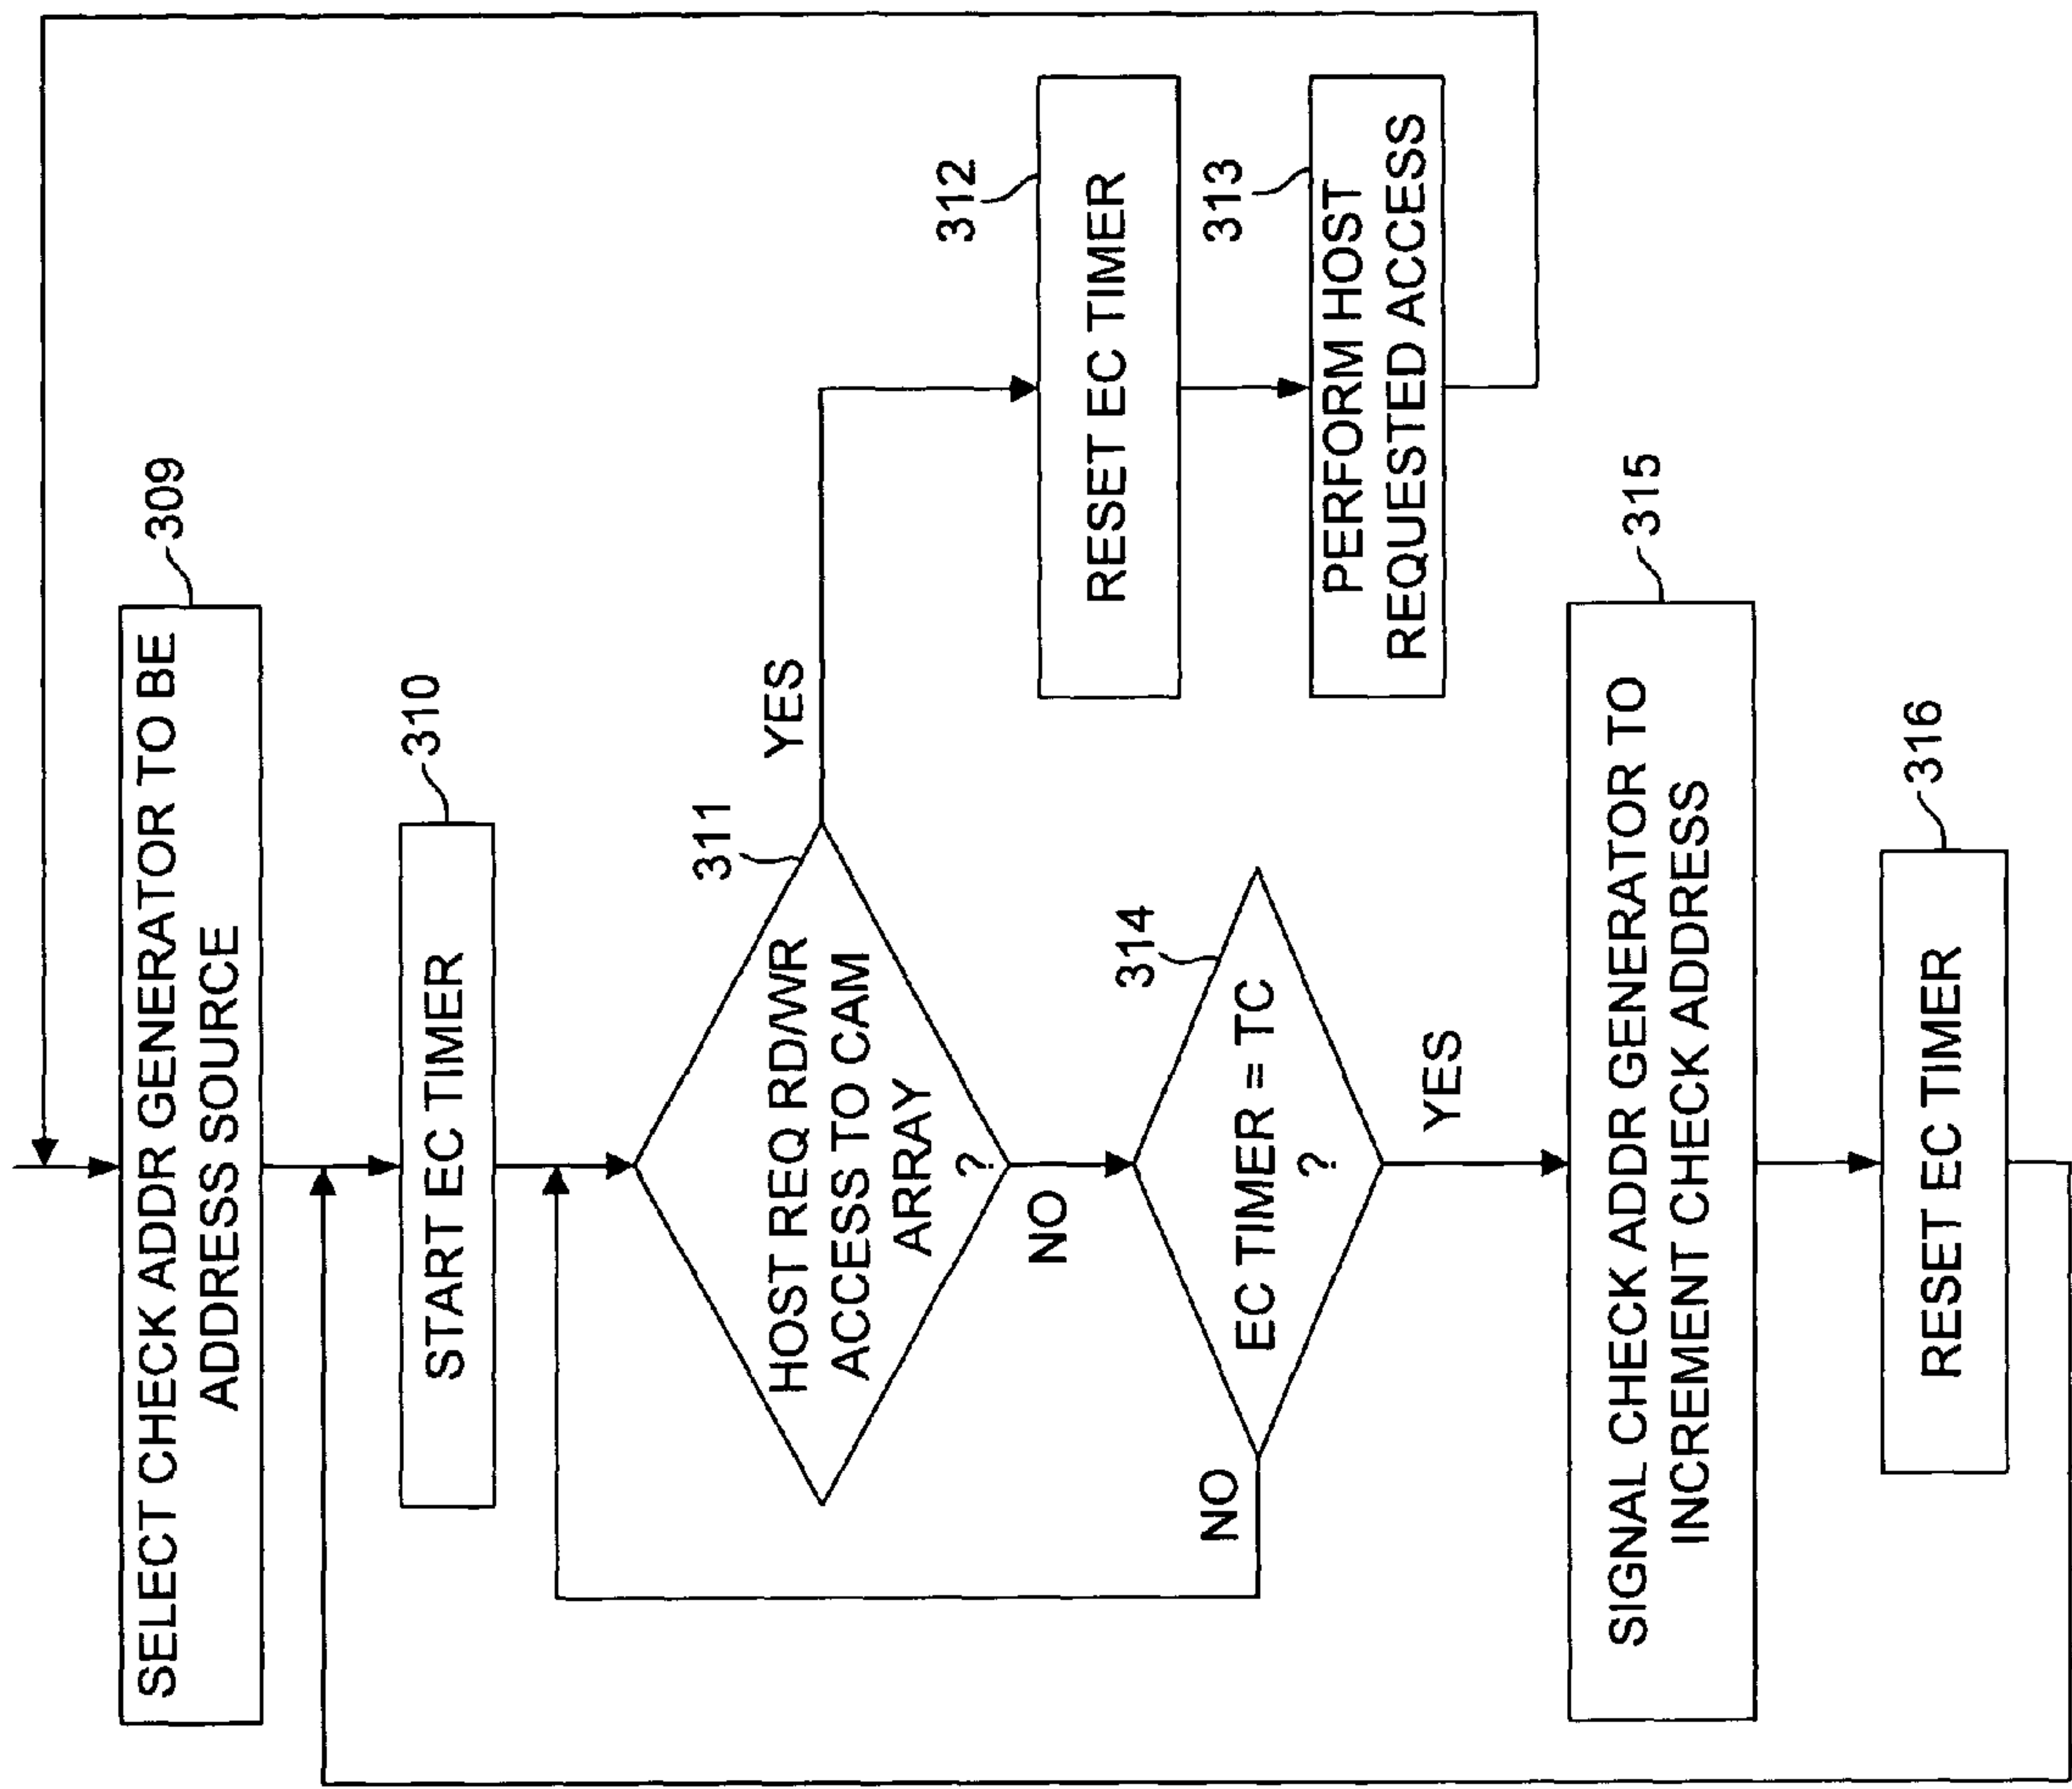 SELECT CHECK ADDR GENERATOR TO BE
ADDRESS SOURCE
309
START EC TIMER
310
HOST REQ RD/WR
ACCESS TO CAM
ARRAY
?
311
YES
NO
RESET EC TIMER
312
PERFORM HOST
REQUESTED ACCESS
313
EC TIMER = TC
?
314
NO
YES
SIGNAL CHECK ADDR GENERATOR TO
INCREMENT CHECK ADDRESS
315
RESET EC TIMER
316